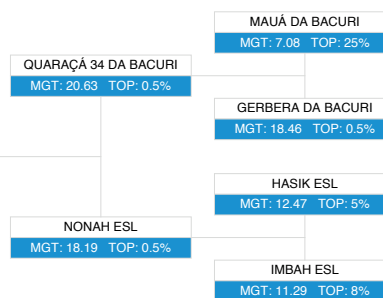 MAUÁ DA BACURI
MGT: 7.08 TOP: 25%
QUARAÇÁ 34 DA BACURI
MGT: 20.63 TOP: 0.5%
GERBERA DA BACURI
MGT: 18.46 TOP: 0.5%
HASIK ESL
MGT: 12.47 TOP: 5%
NONAH ESL
MGT: 18.19 TOP: 0.5%
IMBAH ESL
MGT: 11.29 TOP: 8%